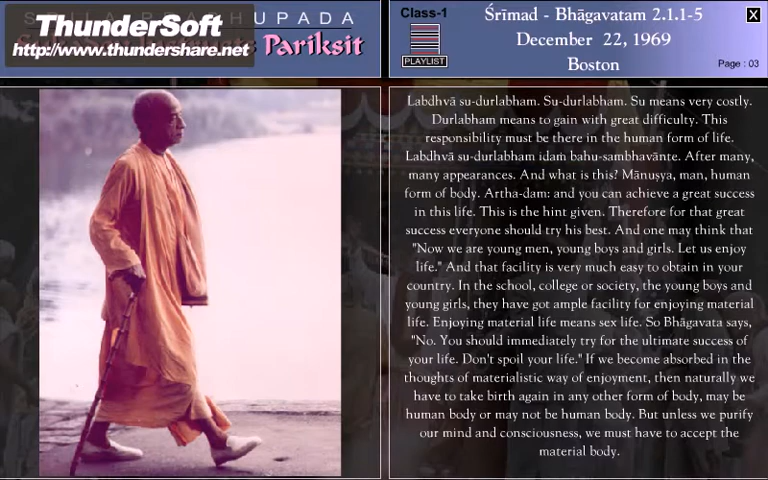 HUPADA
ThunderSoft
http://www.thundershare.net
Pariksit
Class-1
PLAYLIST
Śrīmad - Bhāgavatam 2.1.1-5
December 22, 1969
Boston
X
Page : 03
Labdhvā su-durlabham. Su-durlabham. Su means very costly.
Durlabham means to gain with great difficulty. This
responsibility must be there in the human form of life.
Labdhvā su-durlabham idaṁ bahu-sambhavānte. After many,
many appearances. And what is this? Mānuṣya, man, human
form of body. Artha-dam: and you can achieve a great success
in this life. This is the hint given. Therefore for that great
success everyone should try his best. And one may think that
"Now we are young men, young boys and girls. Let us enjoy
life." And that facility is very much easy to obtain in your
country. In the school, college or society, the young boys and
young girls, they have got ample facility for enjoying material
life. Enjoying material life means sex life. So Bhāgavata says,
"No. You should immediately try for the ultimate success of
your life. Don't spoil your life." If we become absorbed in the
thoughts of materialistic way of enjoyment, then naturally we
have to take birth again in any other form of body, may be
human body or may not be human body. But unless we purify
our mind and consciousness, we must have to accept the
material body.